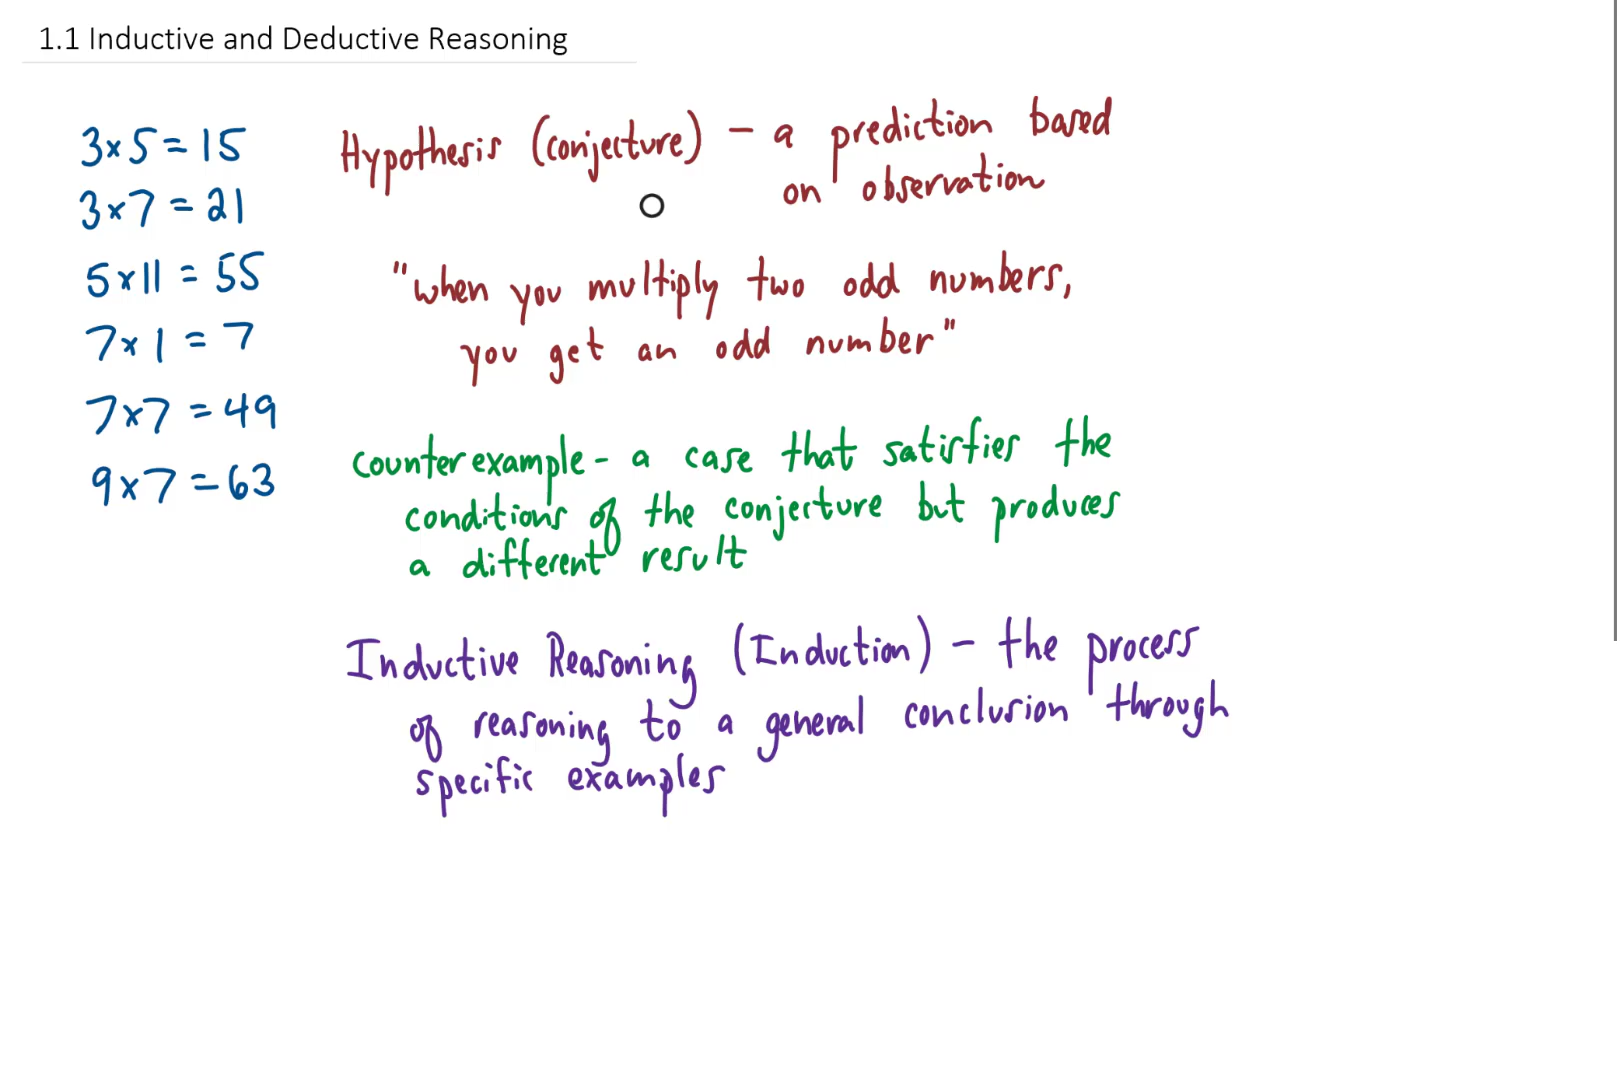 1.1 Inductive and Deductive Reasoning
3×5=15
3×7=21
5×11=55
7×1=7
7×7=49
9×7=63
Hypothesis (conjecture) - a prediction based
on observation
"when you multiply two odd numbers,
you get an odd number"
counterexample - a case that satisfies the
conditions of the conjecture but produces
a different result
Inductive Reasoning (Induction) - the process
of reasoning to a general conclusion through
specific examples